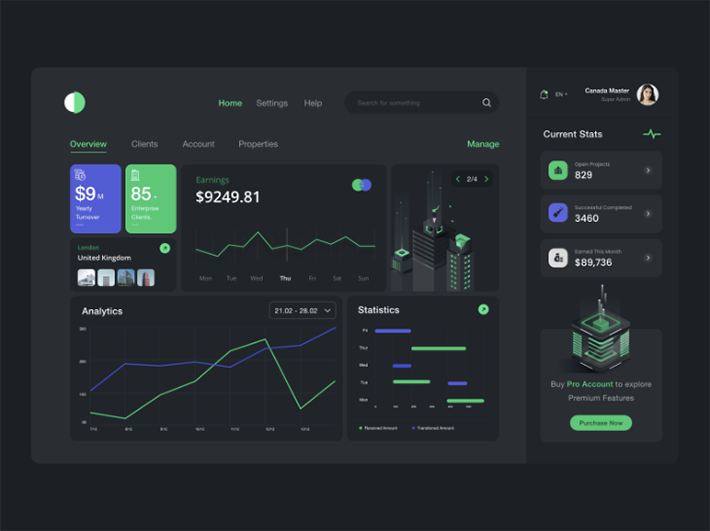 Home Settings Help
Search for something
EN
Canada Master
Super Admin
Overview Clients Account Properties
Manage
Current Stats
$9 M
Yearly
Turnover
85 +
Enterprise
Clients
Earnings
$9249.81
Mon Tue Wed Thu Fri Sat Sun
2/4
London
United Kingdom
Open Projects
829
Successful Completed
3460
Earned This Month
$89,736
Analytics
21.02 - 28.02
Statistics
Thu
Wed
Tue
Mon
Received Amount
Transferred Amount
Buy Pro Account to explore
Premium Features
Purchase Now